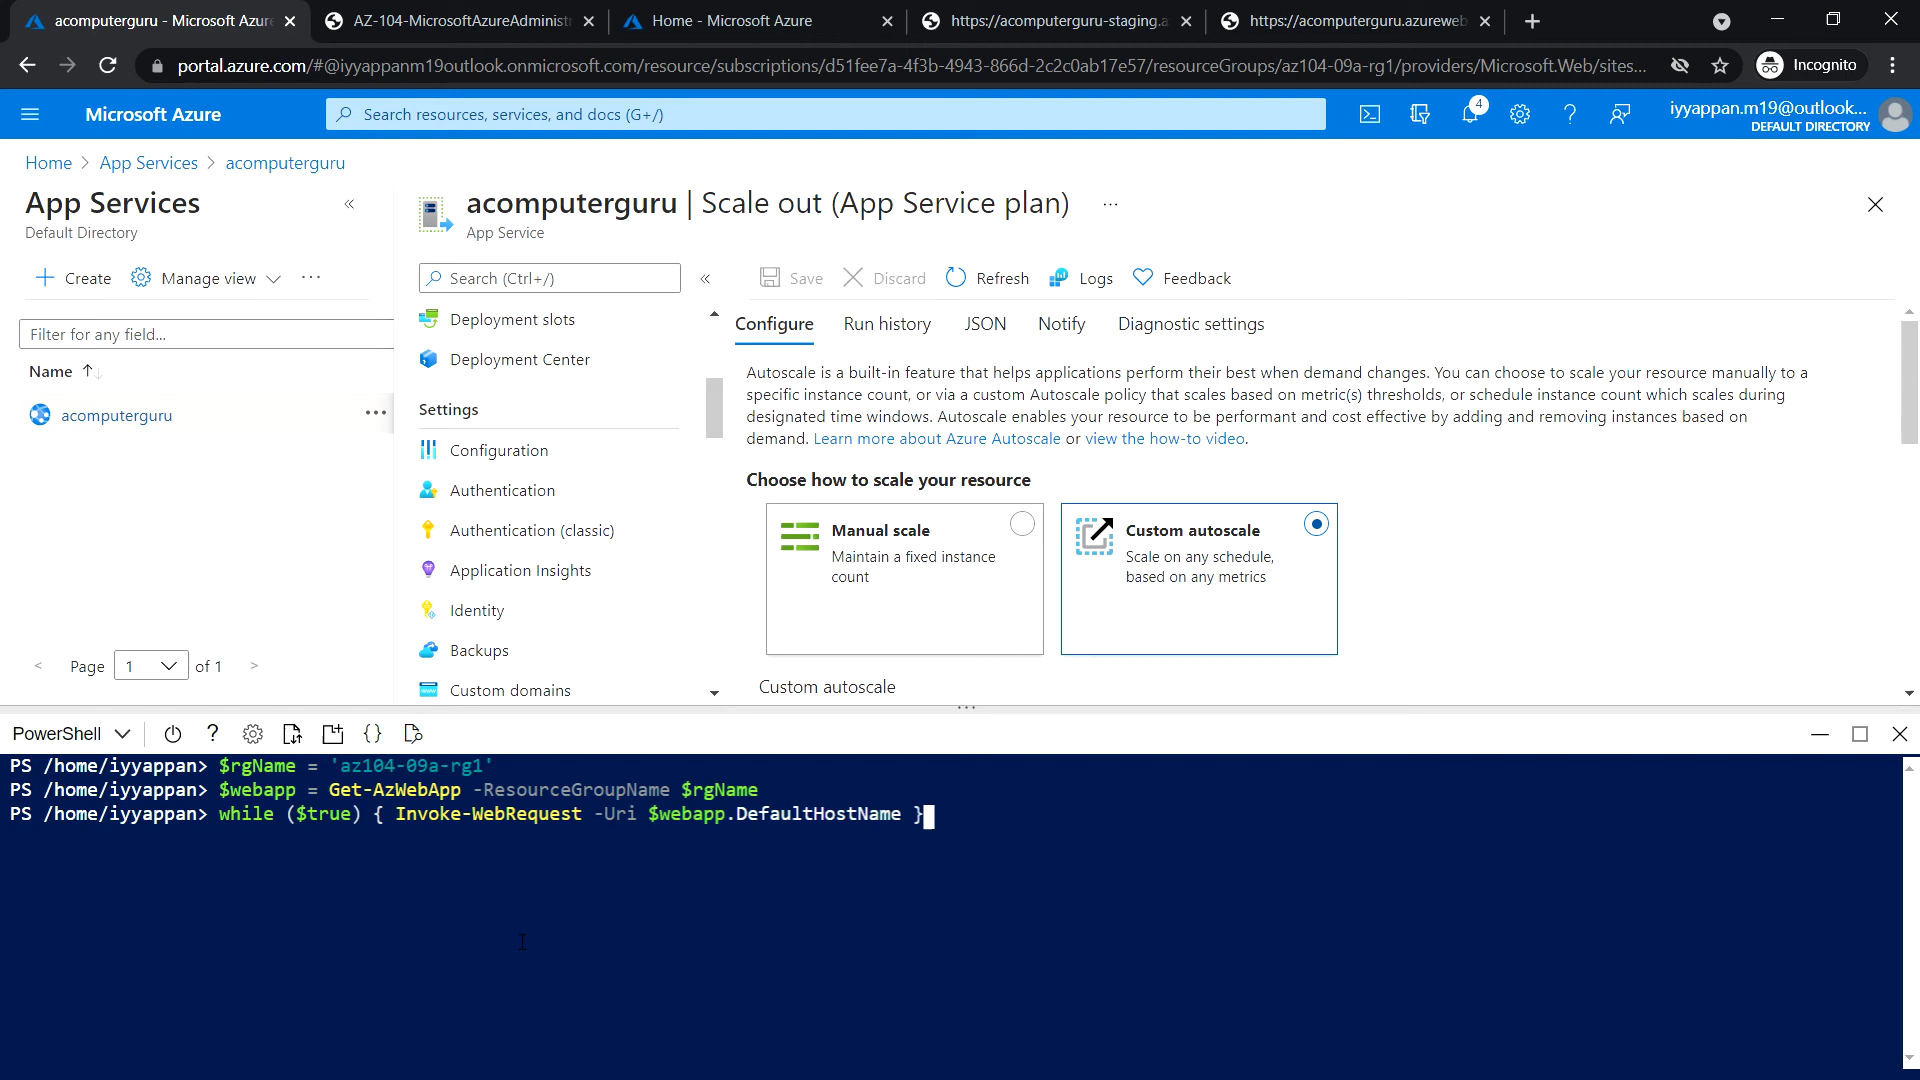 acomputerguru - Microsoft Azure
AZ-104-MicrosoftAzureAdminist
Home - Microsoft Azure
https://acomputerguru-staging.a
https://acomputerguru.azureweb
portal.azure.com/#@iyyappanm19outlook.onmicrosoft.com/resource/subscriptions/d51fee7a-4f3b-4943-866d-2c2c0ab17e57/resourceGroups/az104-09a-rg1/providers/Microsoft.Web/sites...
Incognito
Microsoft Azure
Search resources, services, and docs (G+/)
4
iyyappan.m19@outlook...
DEFAULT DIRECTORY
Home > App Services > acomputerguru
App Services
Default Directory
acomputerguru | Scale out (App Service plan) ...
App Service
Create
Manage view
...
Search (Ctrl+/)
Save
Discard
Refresh
Logs
Feedback
Filter for any field...
Name
acomputerguru
...
Page 1 of 1
Deployment slots
Deployment Center
Settings
Configuration
Authentication
Authentication (classic)
Application Insights
Identity
Backups
Custom domains
Configure
Run history
JSON
Notify
Diagnostic settings
Autoscale is a built-in feature that helps applications perform their best when demand changes. You can choose to scale your resource manually to a
specific instance count, or via a custom Autoscale policy that scales based on metric(s) thresholds, or schedule instance count which scales during
designated time windows. Autoscale enables your resource to be performant and cost effective by adding and removing instances based on
demand. Learn more about Azure Autoscale or view the how-to video.
Choose how to scale your resource
Manual scale
Maintain a fixed instance
count
Custom autoscale
Scale on any schedule,
based on any metrics
Custom autoscale
PowerShell
PS /home/iyyappan> $rgName = 'az104-09a-rg1'
PS /home/iyyappan> $webapp = Get-AzWebApp -ResourceGroupName $rgName
PS /home/iyyappan> while ($true) { Invoke-WebRequest -Uri $webapp.DefaultHostName }